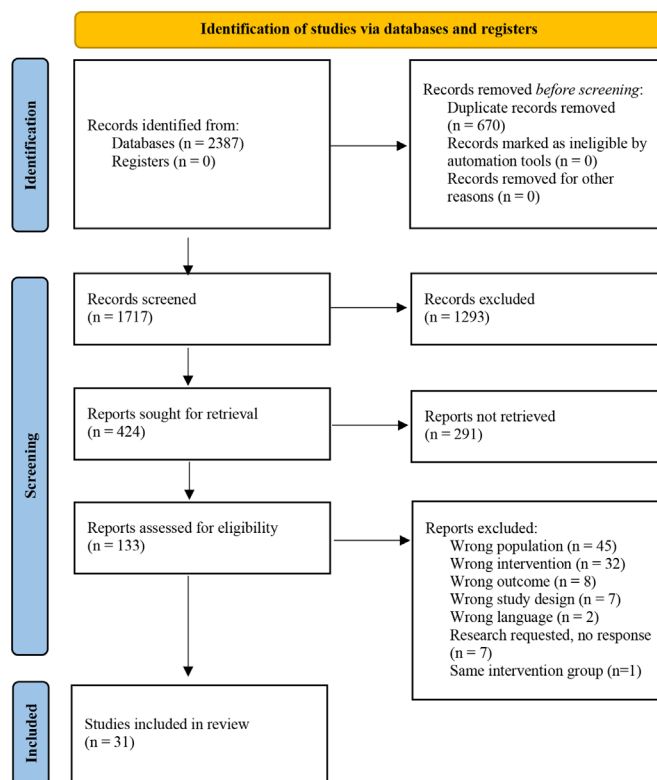 Identification of studies via databases and registers
Identification
Records identified from:
Databases (n = 2387)
Registers (n = 0)
Records removed before screening:
Duplicate records removed
(n = 670)
Records marked as ineligible by
automation tools (n = 0)
Records removed for other
reasons (n = 0)
Screening
Records screened
(n = 1717)
Records excluded
(n = 1293)
Reports sought for retrieval
(n = 424)
Reports not retrieved
(n = 291)
Reports assessed for eligibility
(n = 133)
Reports excluded:
Wrong population (n = 45)
Wrong intervention (n = 32)
Wrong outcome (n = 8)
Wrong study design (n = 7)
Wrong language (n = 2)
Research requested, no response
(n = 7)
Same intervention group (n=1)
Included
Studies included in review
(n = 31)